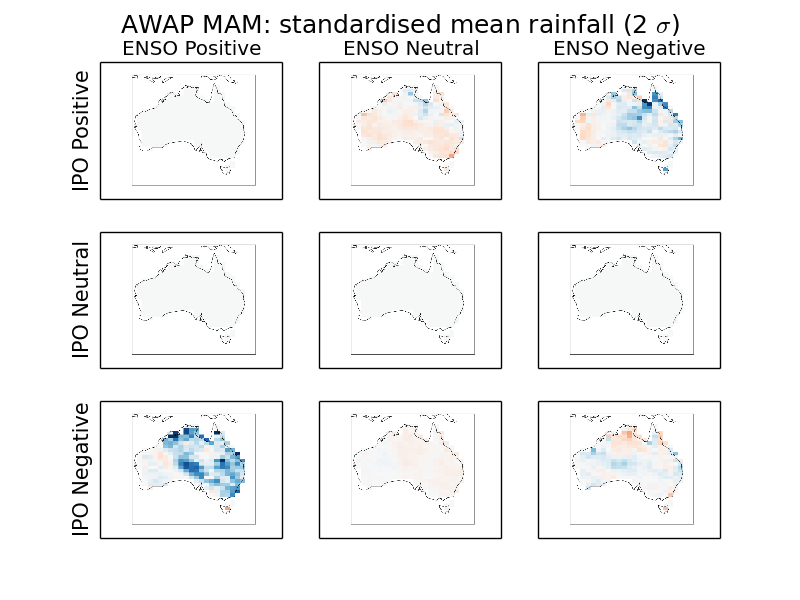 AWAP MAM: standardised mean rainfall (2 σ)
ENSO Positive ENSO Neutral ENSO Negative
IPO Positive
IPO Neutral
IPO Negative